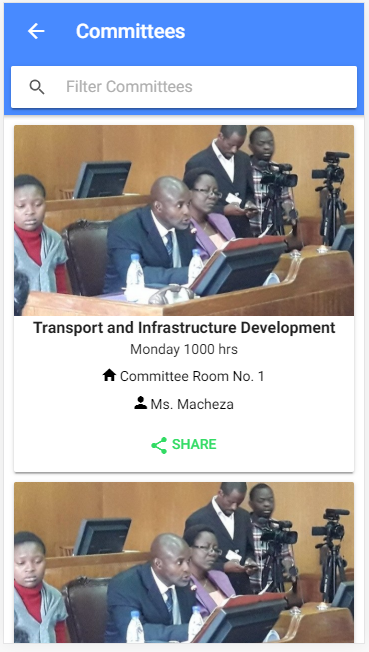 Committees
Filter Committees
Transport and Infrastructure Development
Monday 1000 hrs
Committee Room No. 1
Ms. Macheza
SHARE